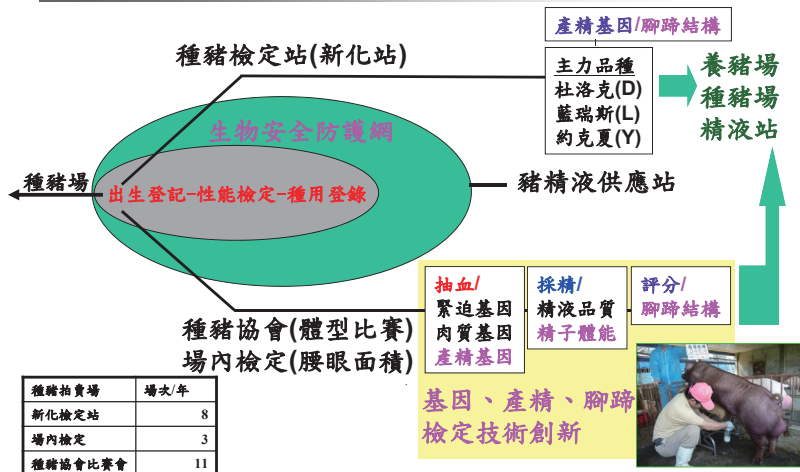 產精基因/腳蹄結構
種豬檢定站(新化站)
主力品種
杜洛克(D)
藍瑞斯(L)
約克夏(Y)
養豬場
種豬場
精液站
生物安全防護網
種豬場
出生登記-性能檢定-種用登錄
豬精液供應站
種豬協會(體型比賽)
場內檢定(腰眼面積)
抽血/
緊迫基因
肉質基因
產精基因
採精/
精液品質
精子體能
評分/
腳蹄結構
基因、產精、腳蹄
檢定技術創新
種豬拍賣場 場次/年
新化檢定站 8
場內檢定 3
種豬協會比賽會 11